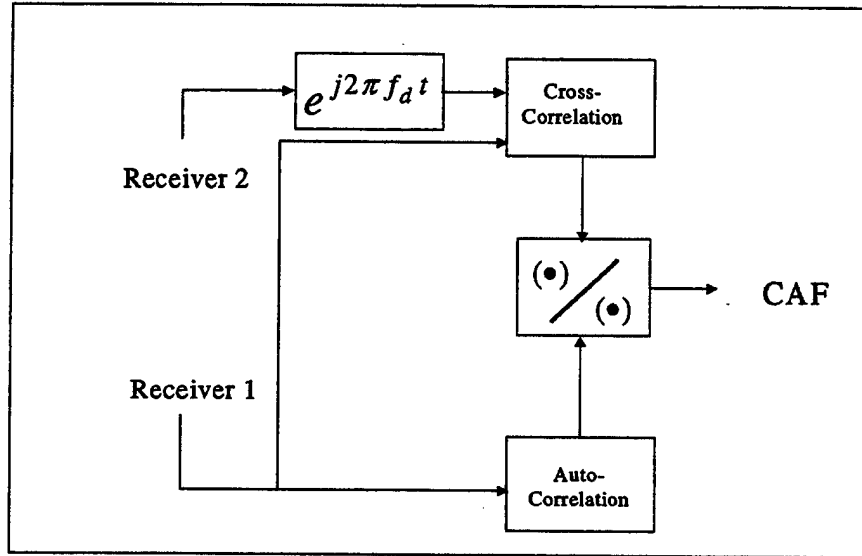 e^{j2πf_d t}
Cross-
Correlation
Receiver 2
(•)/(•)
CAF
Receiver 1
Auto-
Correlation